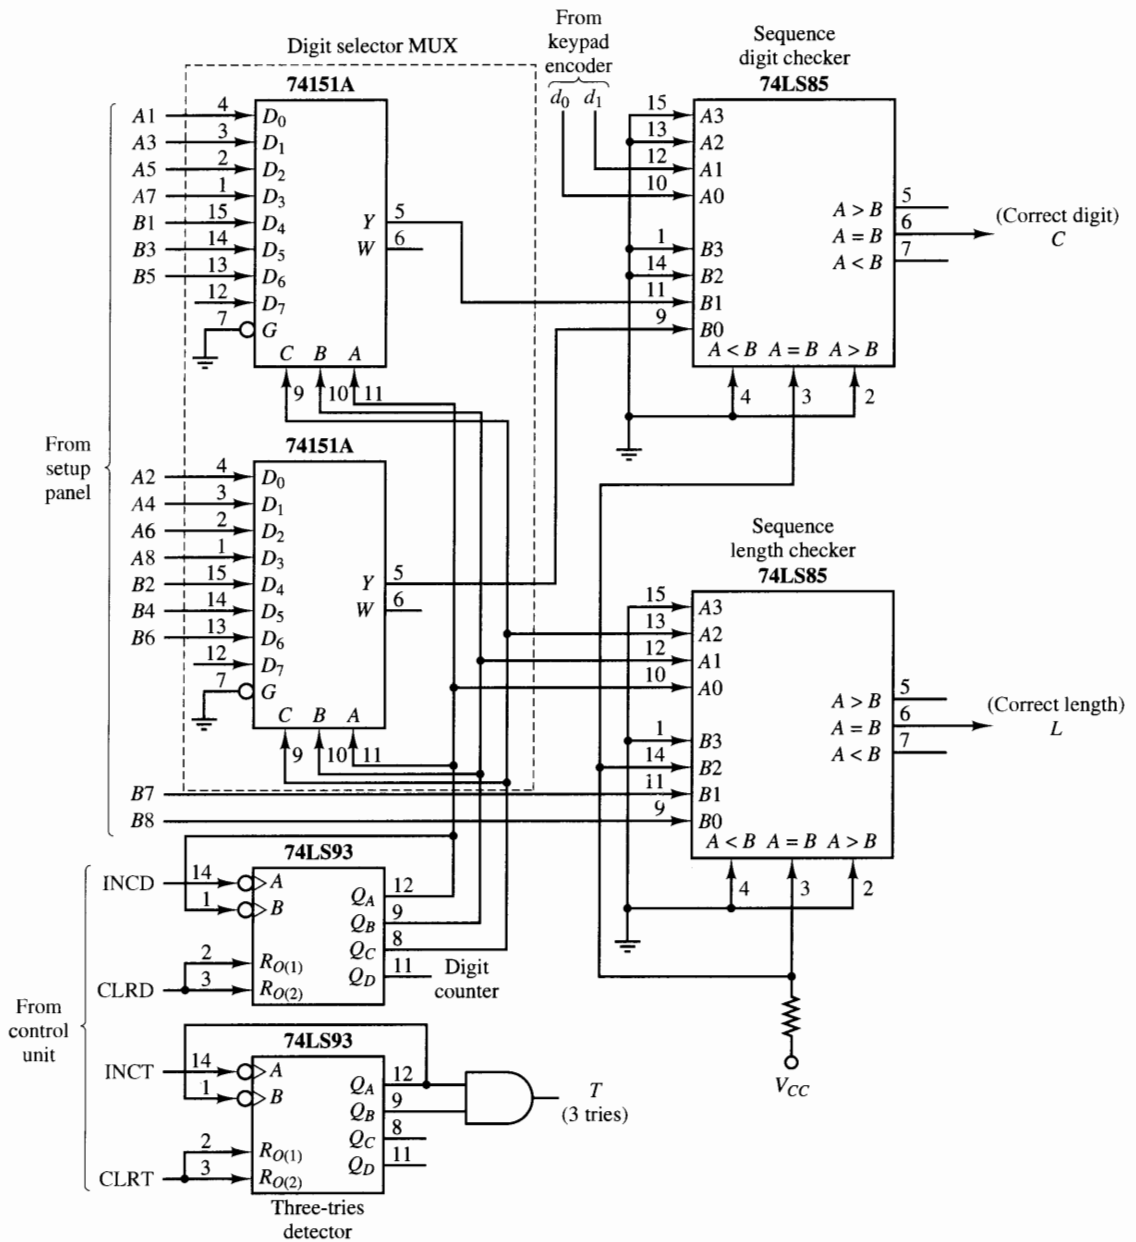 From
keypad
encoder
d0 d1
Digit selector MUX
74151A
A1 4 D0
A3 3 D1
A5 2 D2
A7 1 D3
B1 15 D4
B3 14 D5
B5 13 D6
12 D7
7 G
Y 5
W 6
C B A
9 10 11
Sequence
digit checker
74LS85
15 A3
13 A2
12 A1
10 A0
1 B3
14 B2
11 B1
9 B0
A > B 5
A = B 6
A < B 7
A < B A = B A > B
4 3 2
(Correct digit)
C
From
setup
panel
74151A
A2 4 D0
A4 3 D1
A6 2 D2
A8 1 D3
B2 15 D4
B4 14 D5
B6 13 D6
12 D7
7 G
Y 5
W 6
C B A
9 10 11
B7
B8
Sequence
length checker
74LS85
15 A3
13 A2
12 A1
10 A0
1 B3
14 B2
11 B1
9 B0
A > B 5
A = B 6
A < B 7
A < B A = B A > B
4 3 2
(Correct length)
L
VCC
From
control
unit
74LS93
INCD 14 A
1 B
2 RO(1)
CLRD 3 RO(2)
QA 12
QB 9
QC 8
QD 11
Digit
counter
74LS93
INCT 14 A
1 B
2 RO(1)
CLRT 3 RO(2)
QA 12
QB 9
QC 8
QD 11
T
(3 tries)
Three-tries
detector